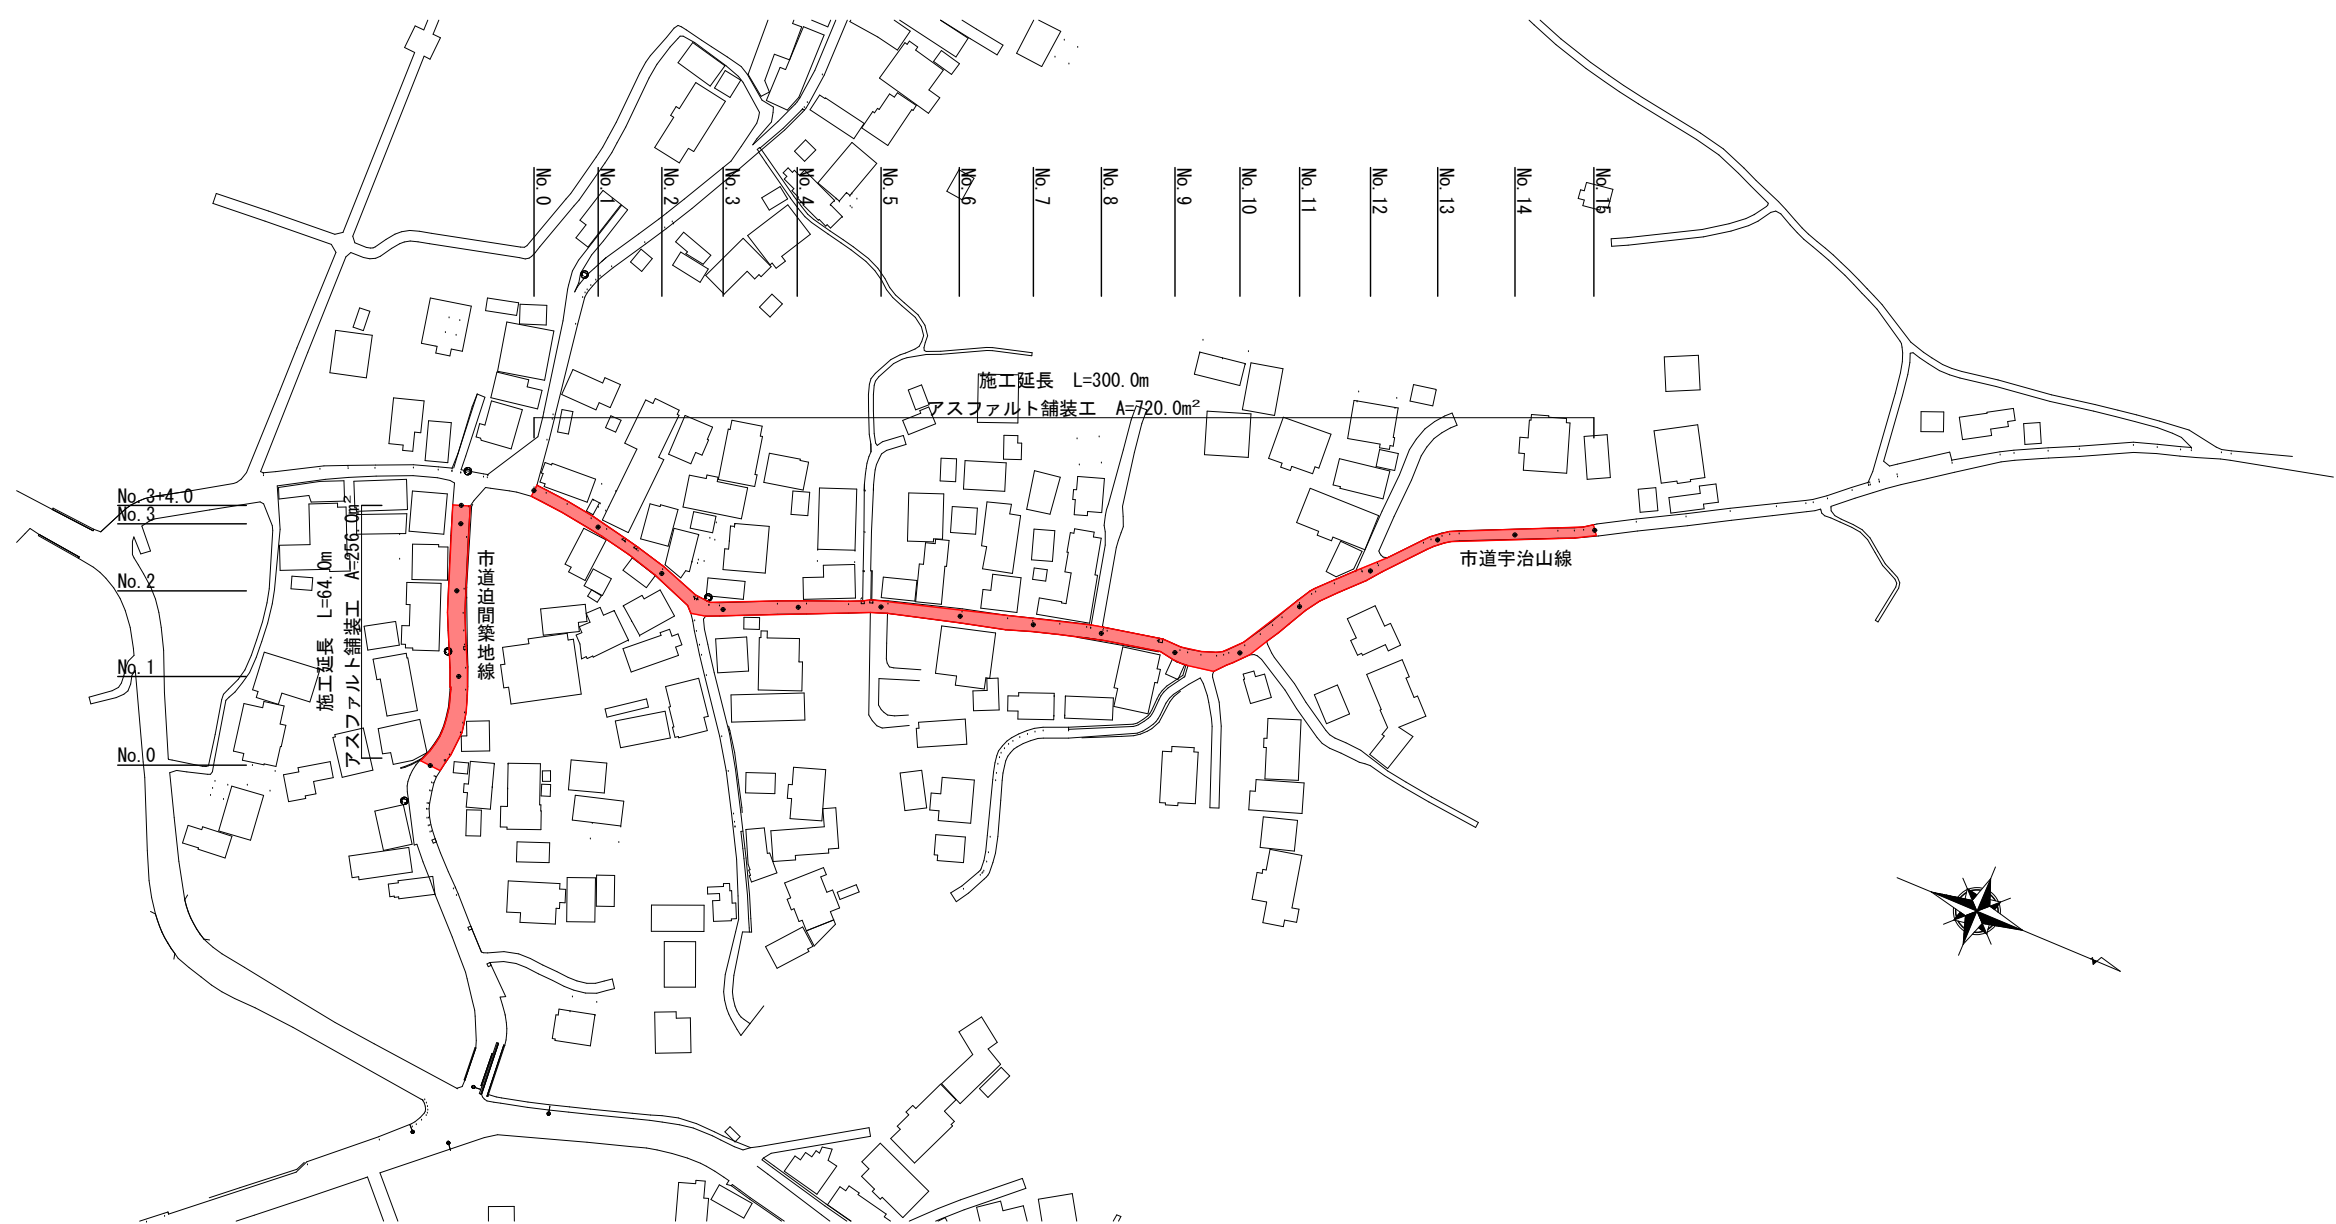 No.0
No.1
No.2
No.3
No.4
No.5
No.6
No.7
No.8
No.9
No.10
No.11
No.12
No.13
No.14
No.15
施工延長 L=300.0m
アスファルト舗装工 A=720.0m²
No.3+4.0
No.3
No.2
No.1
No.0
施工延長 L=64.0m
アスファルト舗装工 A=256.0m²
市道迫間築地線
市道宇治山線